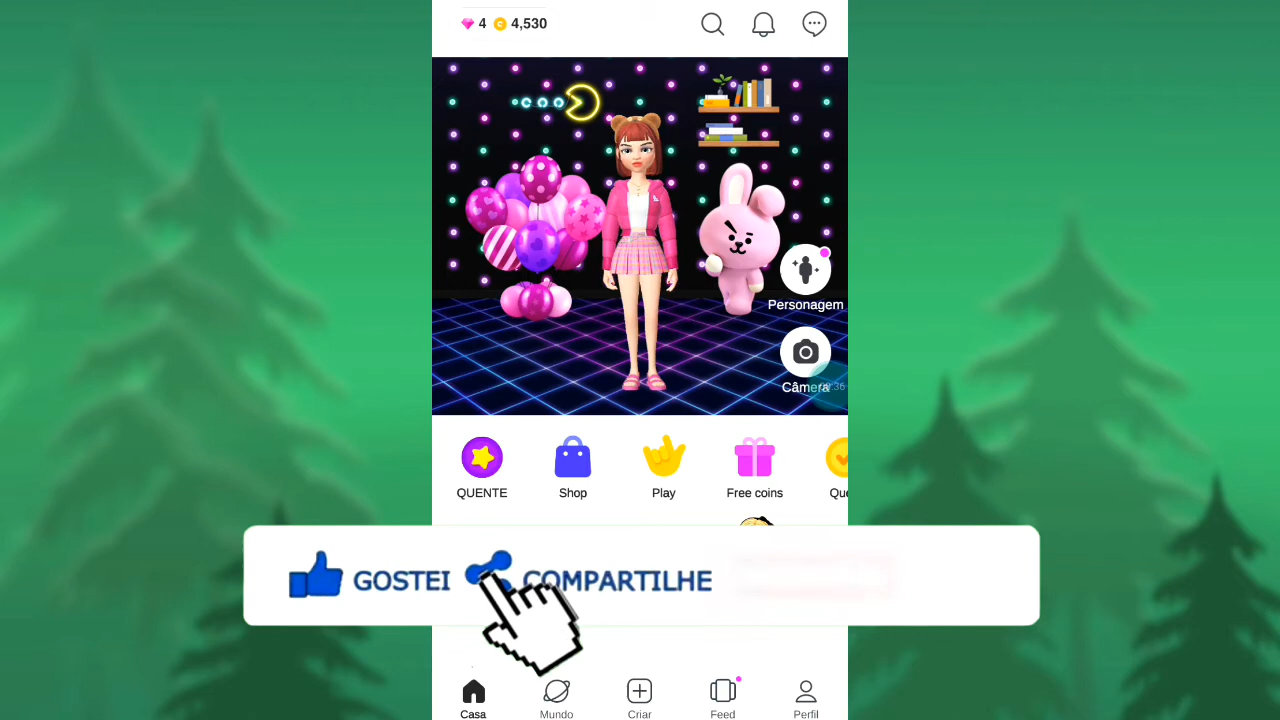 4 4,530
Personagem
Câmera
QUENTE
Shop
Play
Free coins
GOSTEI
COMPARTILHE
Casa
Mundo
Criar
Feed
Perfil